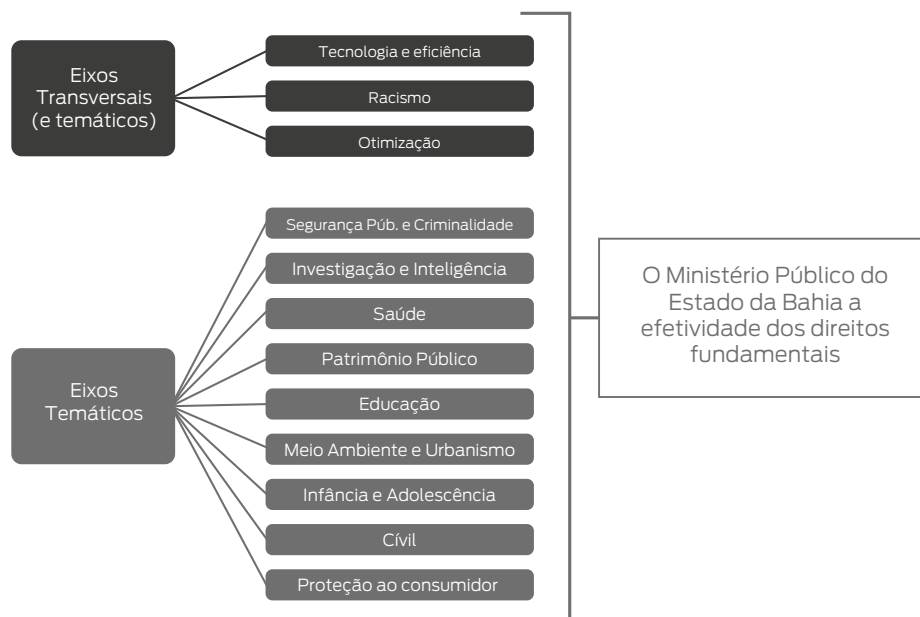 Eixos
Transversais
(e temáticos)
Tecnologia e eficiência
Racismo
Otimização
Eixos
Temáticos
Segurança Púb. e Criminalidade
Investigação e Inteligência
Saúde
Patrimônio Público
Educação
Meio Ambiente e Urbanismo
Infância e Adolescência
Cívil
Proteção ao consumidor
O Ministério Público do
Estado da Bahia a
efetividade dos direitos
fundamentais